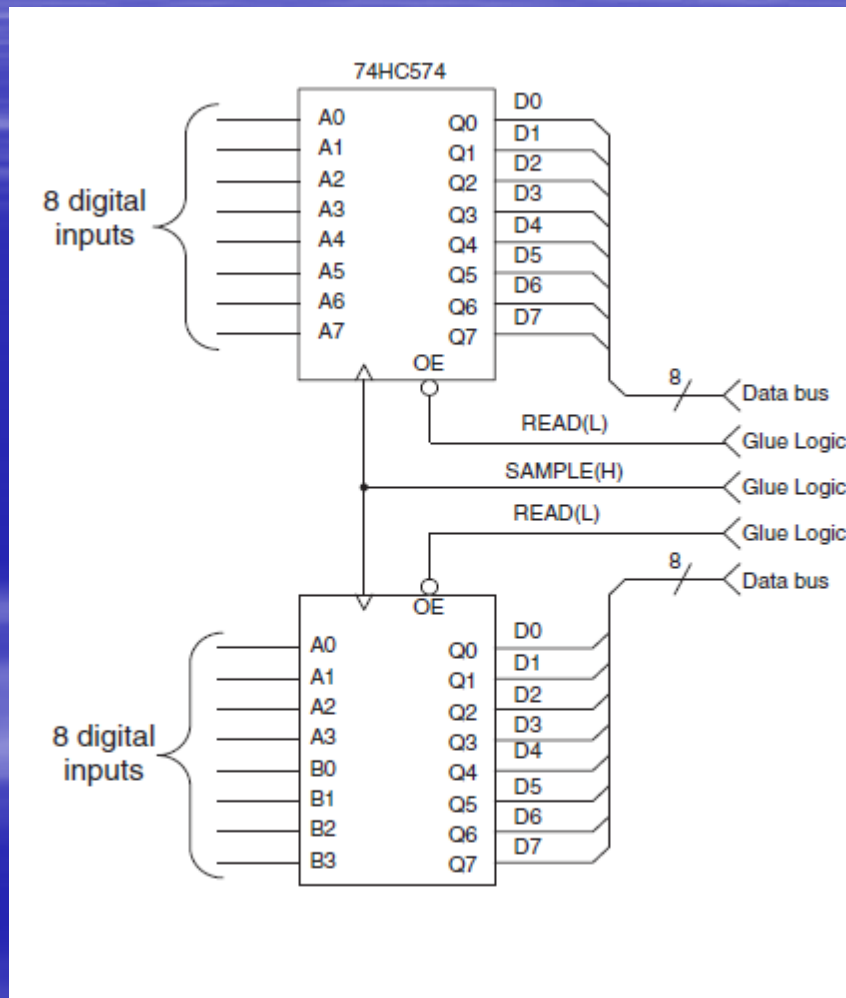 74HC574
8 digital
inputs
A0
A1
A2
A3
A4
A5
A6
A7
Q0
Q1
Q2
Q3
Q4
Q5
Q6
Q7
D0
D1
D2
D3
D4
D5
D6
D7
OE
8
Data bus
READ(L)
Glue Logic
SAMPLE(H)
Glue Logic
READ(L)
Glue Logic
8
Data bus
OE
8 digital
inputs
A0
A1
A2
A3
B0
B1
B2
B3
Q0
Q1
Q2
Q3
Q4
Q5
Q6
Q7
D0
D1
D2
D3
D4
D5
D6
D7